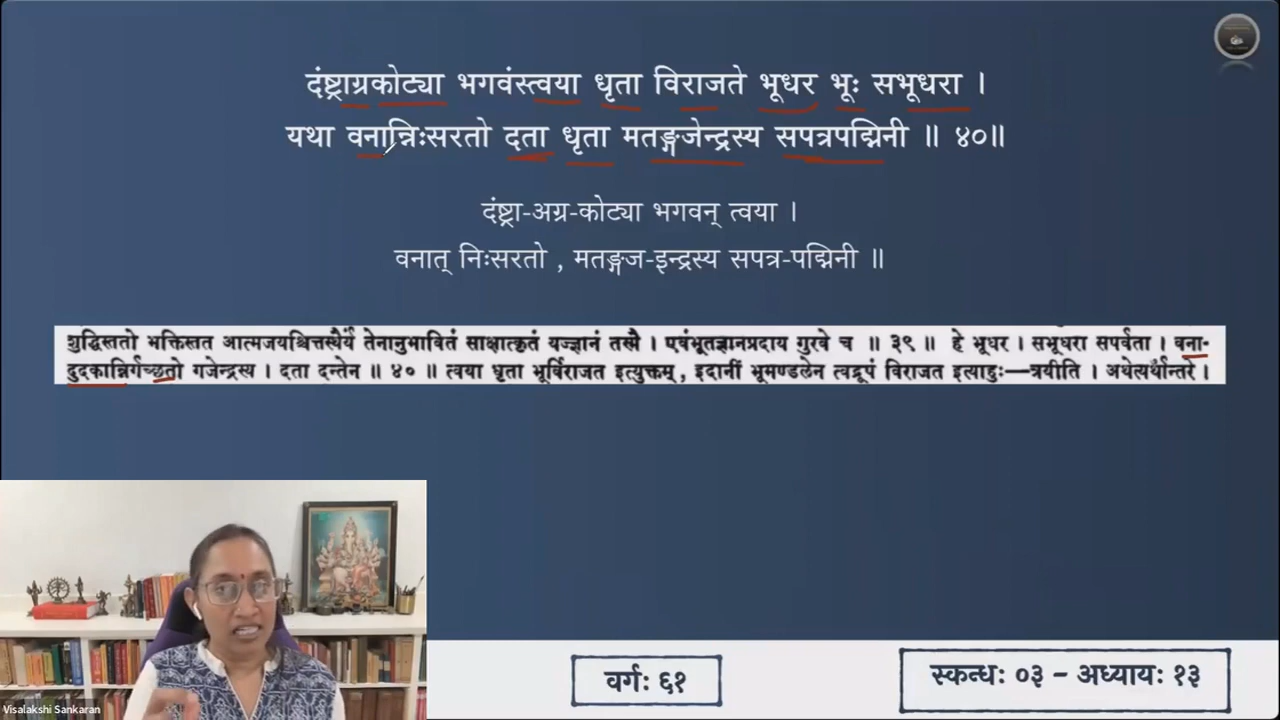 दंष्ट्राग्रकोट्या भगवंस्त्वया धृता विराजते भूधर भूः सभूधरा ।
यथा वनान्निःसरतो दता धृता मतङ्गजेन्द्रस्य सपत्रपद्मिनी ॥ ४०॥
दंष्ट्रा-अग्र-कोट्या भगवन् त्वया ।
वनात् निःसरतो , मतङ्गज-इन्द्रस्य सपत्र-पद्मिनी ॥
शुद्धिस्ततो भक्तिस्तत आत्मजयश्चित्तस्थैर्यं तेनानुभावितं साक्षात्कृतं यज्ज्ञानं तस्मै । एवंभूतज्ञानप्रदाय गुरवे च ॥ ३९ ॥ हे भूधर । सभूधरा सपर्वता । वना-
दुदकान्निर्गच्छतो गजेन्द्रस्य । दता दन्तेन ॥ ४० ॥ त्वया धृता भूर्विराजत इत्युक्तम्, इदानीं भूमण्डलेन त्वद्रूपं विराजत इत्याहुः—त्रयीति । अथेत्यर्थान्तरे ।
Visalakshi Sankaran
वर्गः ६१
स्कन्धः ०३ – अध्यायः १३